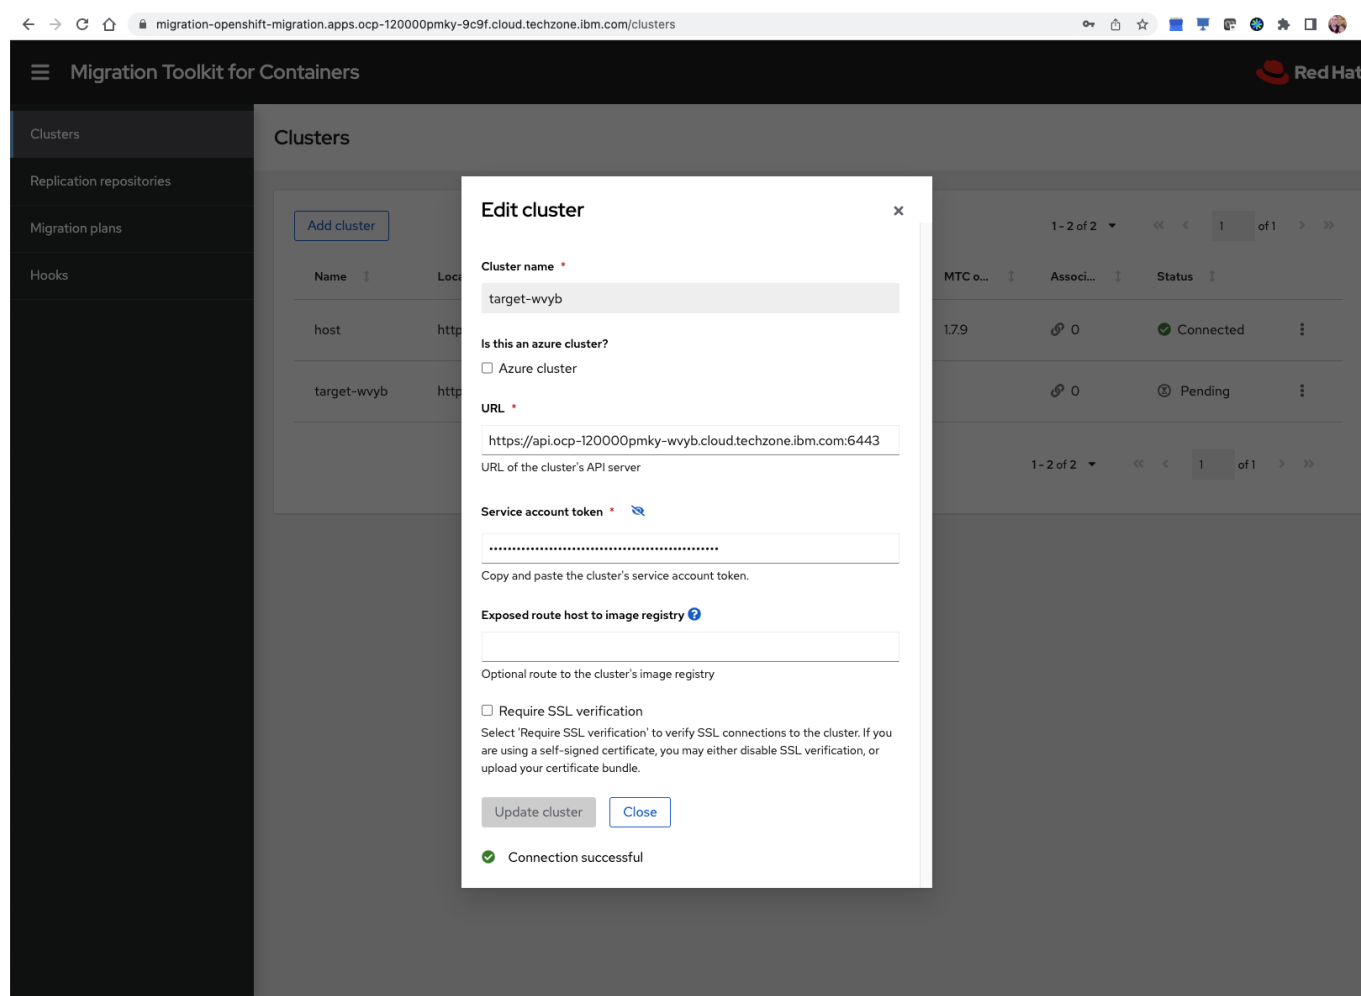 migration-openshift-migration.apps.ocp-120000pmky-9c9f.cloud.techzone.ibm.com/clusters
Migration Toolkit for Containers
Red Hat
Clusters
Replication repositories
Migration plans
Hooks
Clusters
Add cluster
1 - 2 of 2
1
of 1
Name
Loca
MTC o...
Associ...
Status
host
http
1.7.9
0
Connected
target-wvyb
http
0
Pending
1 - 2 of 2
1
of 1
Edit cluster
Cluster name *
target-wvyb
Is this an azure cluster?
Azure cluster
URL *
https://api.ocp-120000pmky-wvyb.cloud.techzone.ibm.com:6443
URL of the cluster's API server
Service account token *
Copy and paste the cluster's service account token.
Exposed route host to image registry
Optional route to the cluster's image registry
Require SSL verification
Select 'Require SSL verification' to verify SSL connections to the cluster. If you
are using a self-signed certificate, you may either disable SSL verification, or
upload your certificate bundle.
Update cluster
Close
Connection successful